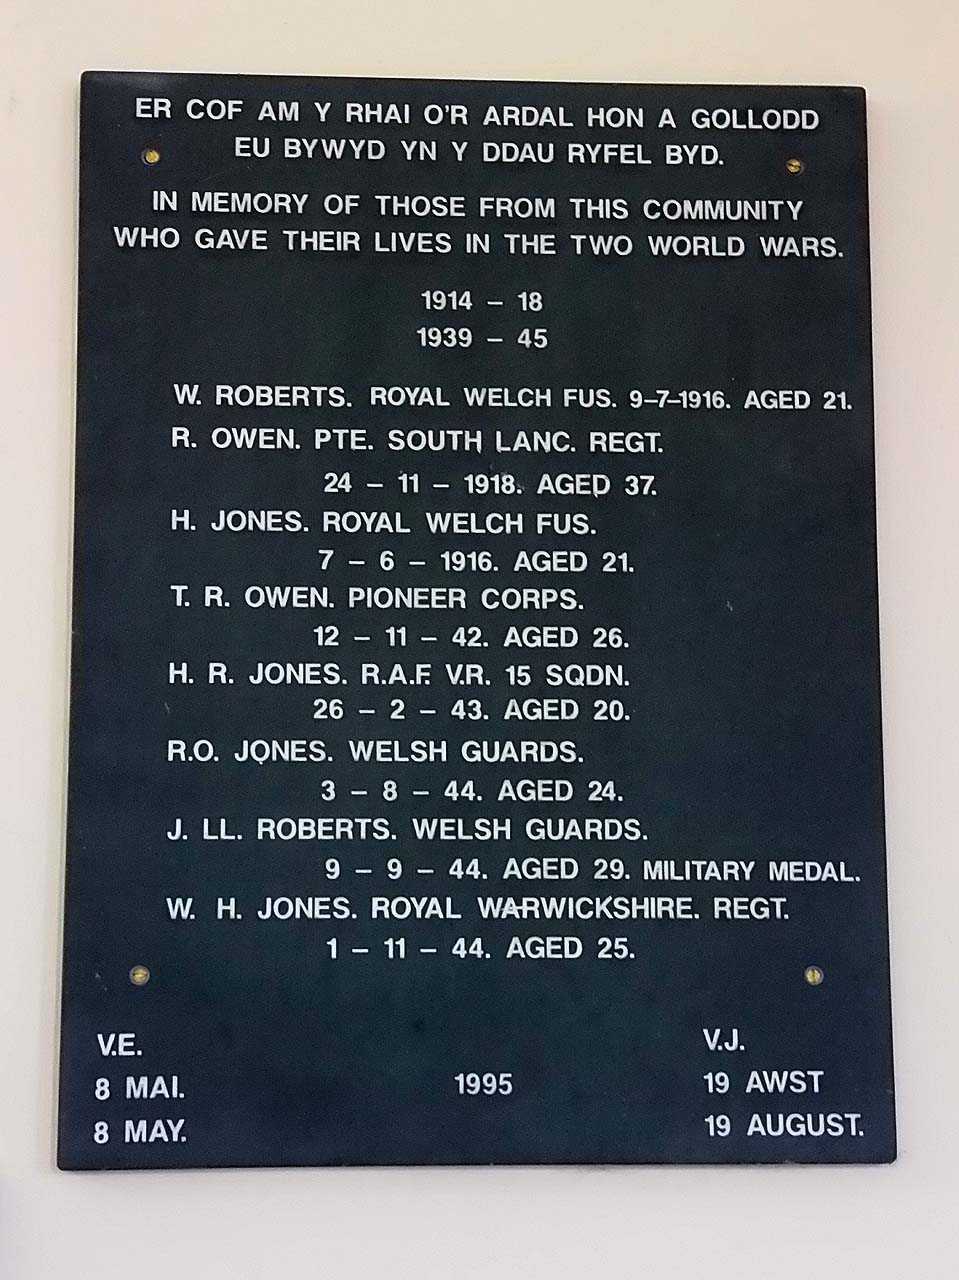 ER COF AM Y RHAI O'R ARDAL HON A GOLLODD
EU BYWYD YN Y DDAU RYFEL BYD.
IN MEMORY OF THOSE FROM THIS COMMUNITY
WHO GAVE THEIR LIVES IN THE TWO WORLD WARS.
1914 – 18
1939 – 45
W. ROBERTS. ROYAL WELCH FUS. 9–7–1916. AGED 21.
R. OWEN. PTE. SOUTH LANC. REGT.
24 – 11 – 1918. AGED 37.
H. JONES. ROYAL WELCH FUS.
7 – 6 – 1916. AGED 21.
T. R. OWEN. PIONEER CORPS.
12 – 11 – 42. AGED 26.
H. R. JONES. R.A.F. V.R. 15 SQDN.
26 – 2 – 43. AGED 20.
R.O. JONES. WELSH GUARDS.
3 – 8 – 44. AGED 24.
J. LL. ROBERTS. WELSH GUARDS.
9 – 9 – 44. AGED 29. MILITARY MEDAL.
W. H. JONES. ROYAL WARWICKSHIRE. REGT.
1 – 11 – 44. AGED 25.
V.E.
8 MAI.
8 MAY.
1995
V.J.
19 AWST
19 AUGUST.